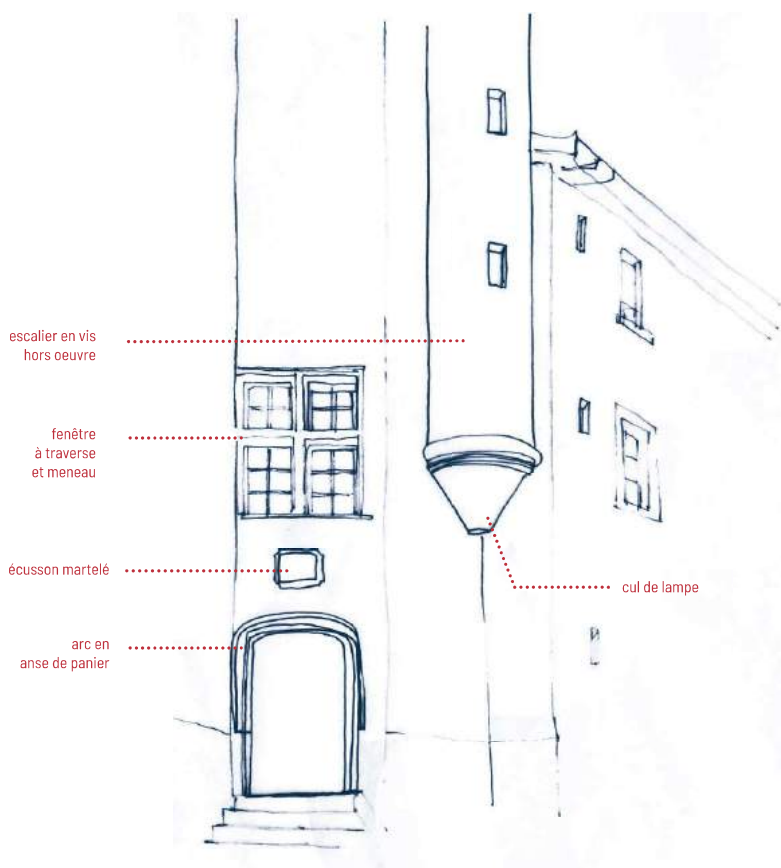 escalier en vis
hors oeuvre
fenêtre
à traverse
et meneau
écusson martelé
cul de lampe
arc en
anse de panier